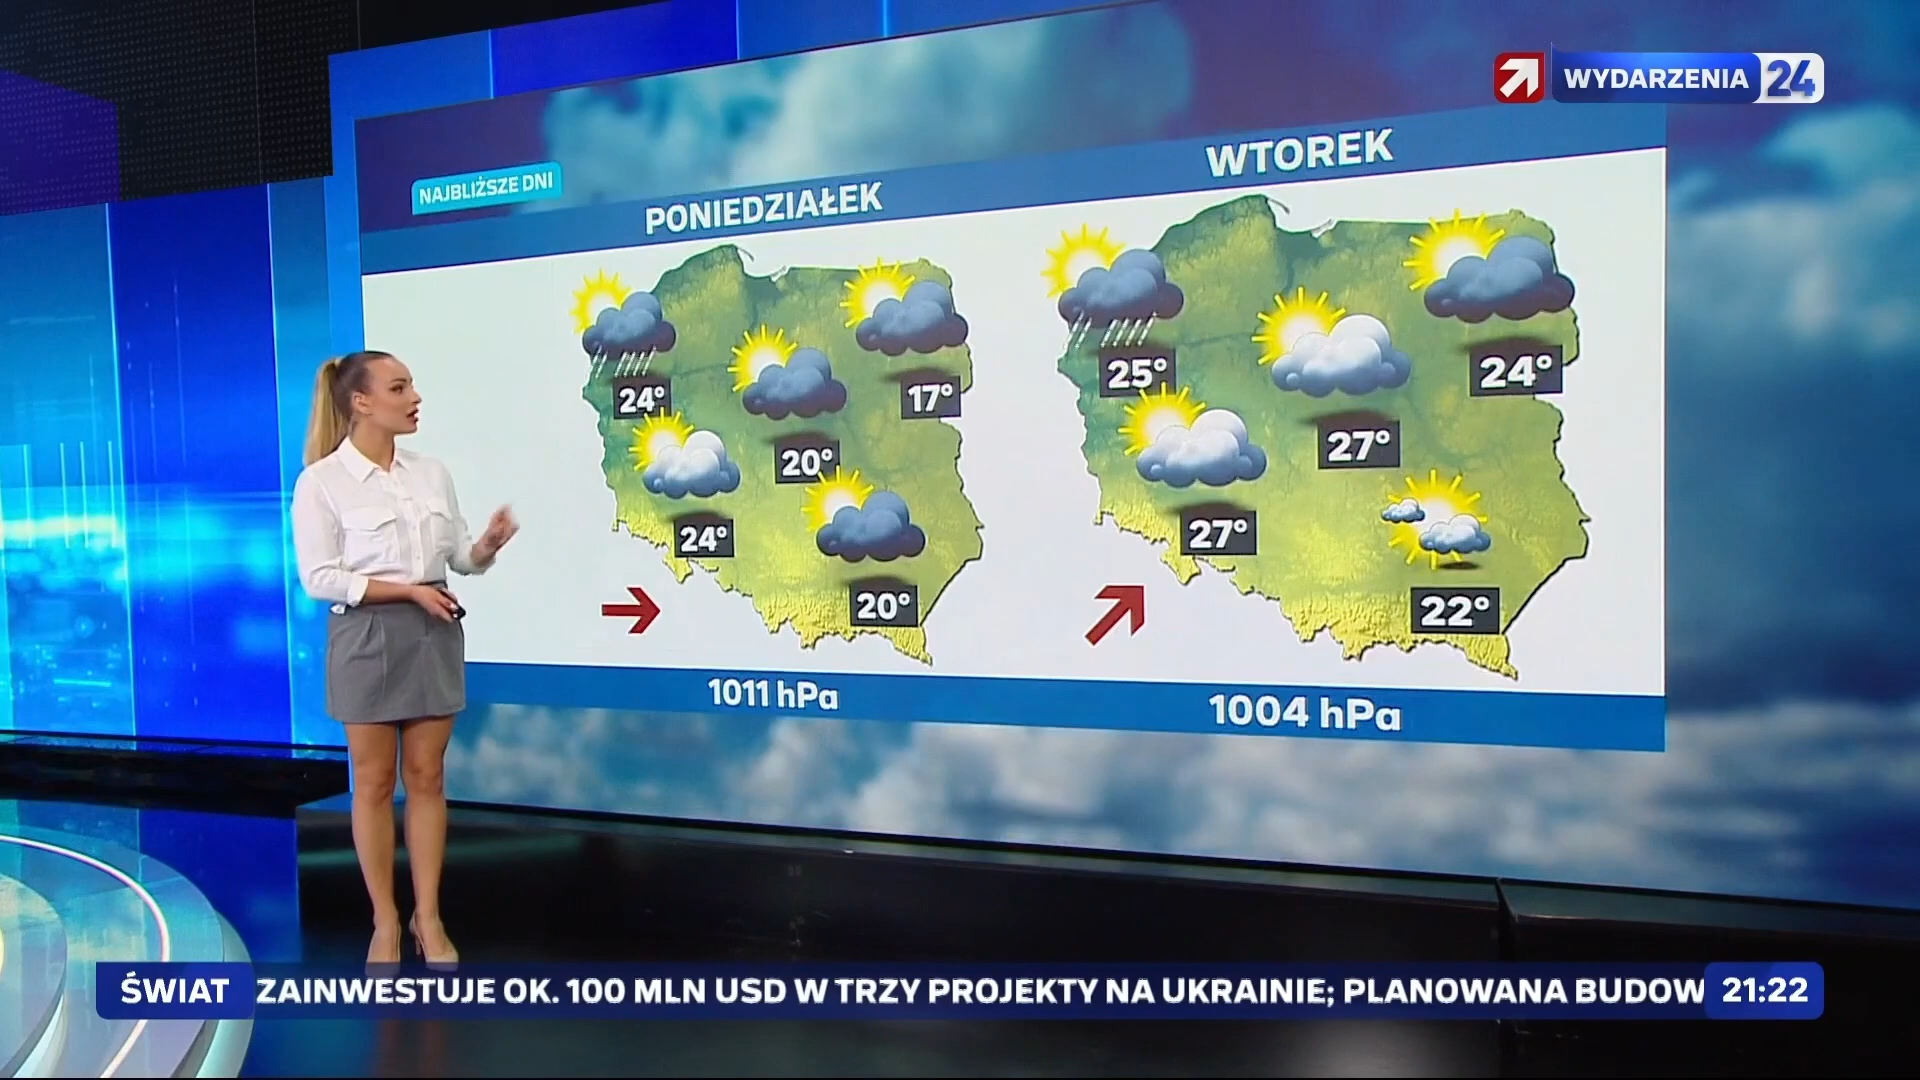 WYDARZENIA 24
NAJBLIŻSZE DNI
PONIEDZIAŁEK
WTOREK
24°
17°
20°
24°
20°
1011 hPa
25°
24°
27°
27°
22°
1004 hPa
ŚWIAT ZAINWESTUJE OK. 100 MLN USD W TRZY PROJEKTY NA UKRAINIE; PLANOWANA BUDOW 21:22